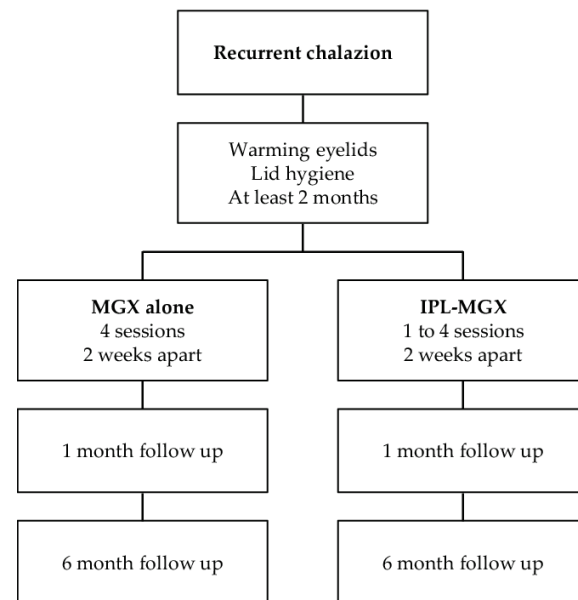 Recurrent chalazion
Warming eyelids
Lid hygiene
At least 2 months
MGX alone
4 sessions
2 weeks apart
IPL-MGX
1 to 4 sessions
2 weeks apart
1 month follow up
1 month follow up
6 month follow up
6 month follow up